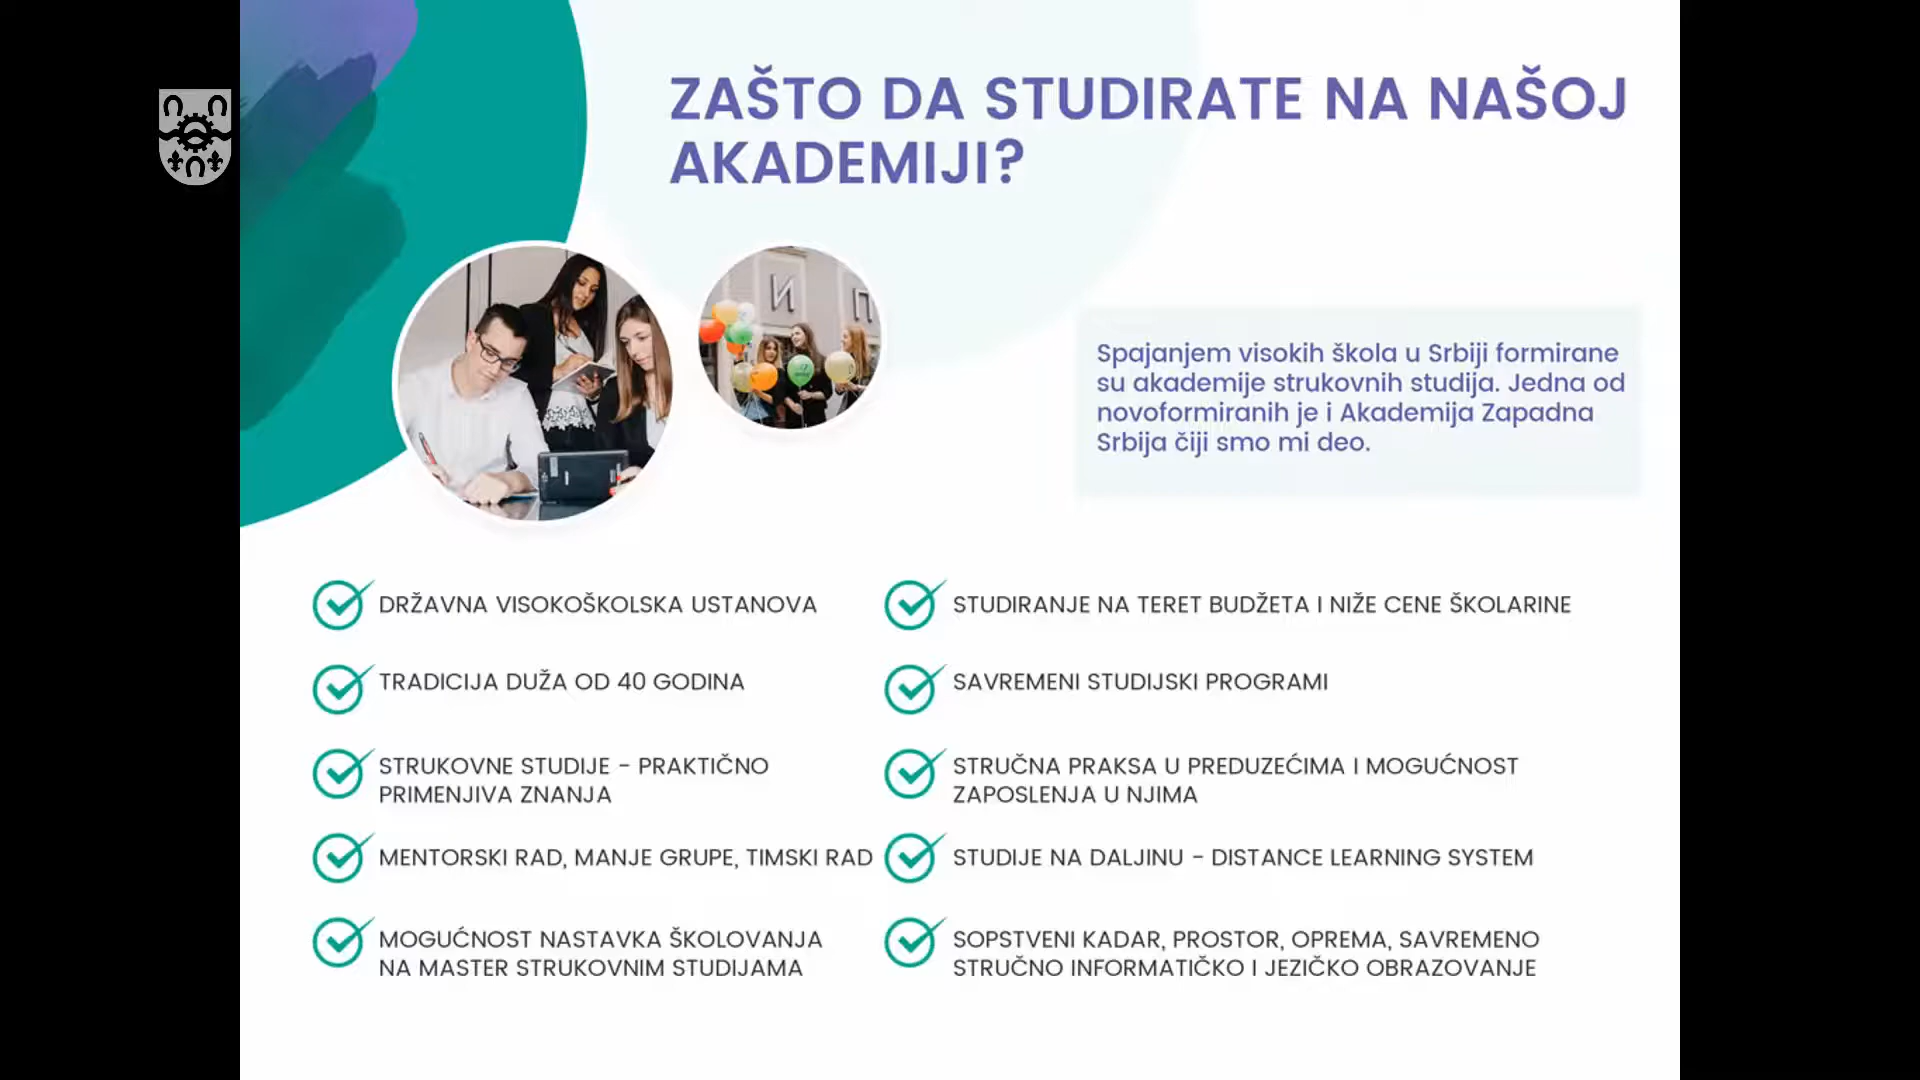 ZAŠTO DA STUDIRATE NA NAŠOJ
AKADEMIJI?
И П
Spajanjem visokih škola u Srbiji formirane
su akademije strukovnih studija. Jedna od
novoformiranih je i Akademija Zapadna
Srbija čiji smo mi deo.
DRŽAVNA VISOKOŠKOLSKA USTANOVA
TRADICIJA DUŽA OD 40 GODINA
STRUKOVNE STUDIJE - PRAKTIČNO
PRIMENJIVA ZNANJA
MENTORSKI RAD, MANJE GRUPE, TIMSKI RAD
MOGUĆNOST NASTAVKA ŠKOLOVANJA
NA MASTER STRUKOVNIM STUDIJAMA
STUDIRANJE NA TERET BUDŽETA I NIŽE CENE ŠKOLARINE
SAVREMENI STUDIJSKI PROGRAMI
STRUČNA PRAKSA U PREDUZEĆIMA I MOGUĆNOST
ZAPOSLENJA U NJIMA
STUDIJE NA DALJINU - DISTANCE LEARNING SYSTEM
SOPSTVENI KADAR, PROSTOR, OPREMA, SAVREMENO
STRUČNO INFORMATIČKO I JEZIČKO OBRAZOVANJE